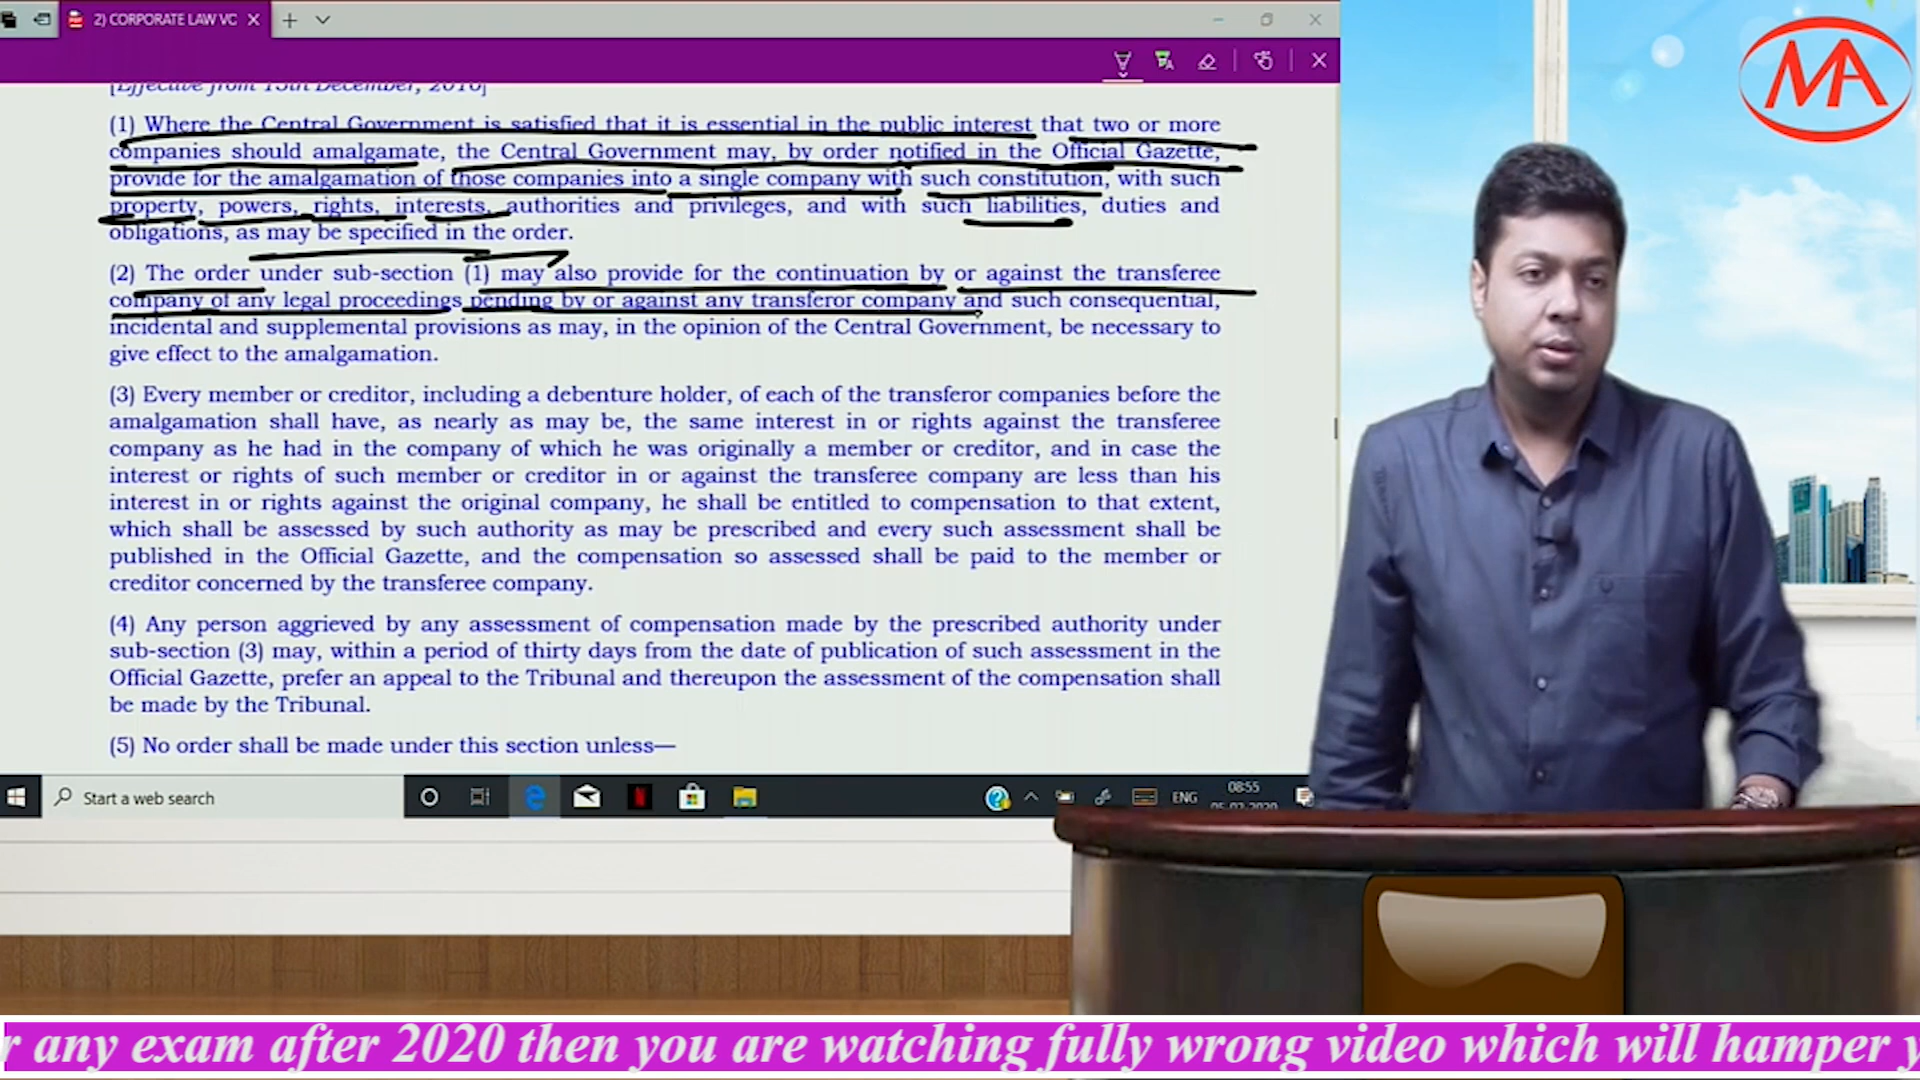 2) CORPORATE LAW VC
[Effective from 15th December, 2016]
(1) Where the Central Government is satisfied that it is essential in the public interest that two or more
companies should amalgamate, the Central Government may, by order notified in the Official Gazette,
provide for the amalgamation of those companies into a single company with such constitution, with such
property, powers, rights, interests, authorities and privileges, and with such liabilities, duties and
obligations, as may be specified in the order.
(2) The order under sub-section (1) may also provide for the continuation by or against the transferee
company of any legal proceedings pending by or against any transferor company and such consequential,
incidental and supplemental provisions as may, in the opinion of the Central Government, be necessary to
give effect to the amalgamation.
(3) Every member or creditor, including a debenture holder, of each of the transferor companies before the
amalgamation shall have, as nearly as may be, the same interest in or rights against the transferee
company as he had in the company of which he was originally a member or creditor, and in case the
interest or rights of such member or creditor in or against the transferee company are less than his
interest in or rights against the original company, he shall be entitled to compensation to that extent,
which shall be assessed by such authority as may be prescribed and every such assessment shall be
published in the Official Gazette, and the compensation so assessed shall be paid to the member or
creditor concerned by the transferee company.
(4) Any person aggrieved by any assessment of compensation made by the prescribed authority under
sub-section (3) may, within a period of thirty days from the date of publication of such assessment in the
Official Gazette, prefer an appeal to the Tribunal and thereupon the assessment of the compensation shall
be made by the Tribunal.
(5) No order shall be made under this section unless—
Start a web search
ENG
08:55
05-02-2020
MA
r any exam after 2020 then you are watching fully wrong video which will hamper y